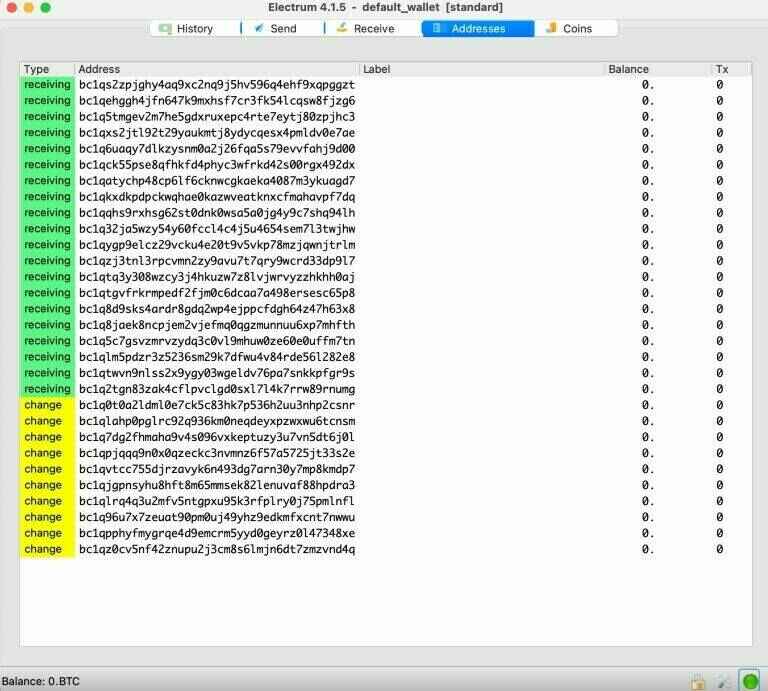 Electrum 4.1.5 - default_wallet [standard]
History Send Receive Addresses Coins
Type Address Label Balance Tx
receiving bc1qs2zpjghy4aq9xc2nq9j5hv596q4ehf9xqpggzt 0. 0
receiving bc1qehggh4jfn647k9mxhsf7cr3fk54lcqsw8fjzg6 0. 0
receiving bc1q5tmgev2m7he5gdxruxepc4rte7eytj80zpjhc3 0. 0
receiving bc1qxs2jtl92t29yaukmtj8ydycqesx4pmldv0e7ae 0. 0
receiving bc1q6uaqy7dlkzysnm0a2j26fqa5s79evvfahj9d00 0. 0
receiving bc1qck55pse8qfhkfd4phyc3wfrkd42s00rgx492dx 0. 0
receiving bc1qatychp48cp6lf6cknwcgkaeka4087m3ykuagd7 0. 0
receiving bc1qkxdkpdpckwqhae0kazwveatknxcfmahavpf7dq 0. 0
receiving bc1qqhs9rxhsg62st0dnk0wsa5a0jg4y9c7shq94lh 0. 0
receiving bc1q32ja5wzy54y60fccl4c4j5u4654sem7l3twjhw 0. 0
receiving bc1qygp9elcz29vcku4e20t9v5vkp78mzjqwnjtrlm 0. 0
receiving bc1qzj3tnl3rpcvmn2zy9avu7t7qry9wcrd33dp9l7 0. 0
receiving bc1qtq3y308wzcy3j4hkuzw7z8lvjwrvyzzhkhh0aj 0. 0
receiving bc1qtgvfrkrmpedf2fjm0c6dcaa7a498ersesc65p8 0. 0
receiving bc1q8d9sks4ardr8gdq2wp4ejppcfdgh64z47h63x8 0. 0
receiving bc1q8jaek8ncpjem2vjefmq0qgzmunnuu6xp7mhfth 0. 0
receiving bc1q5c7gsvzmrvzydq3c0vl9mhuw0ze60e0uffm7tn 0. 0
receiving bc1qlm5pdzr3z5236sm29k7dfwu4v84rde56l282e8 0. 0
receiving bc1qtwvn9nlss2x9ygy03wgeldv76pa7snkkpfgr9s 0. 0
receiving bc1q2tgn83zak4cflpvclgd0sxl7l4k7rrw89rnumg 0. 0
change bc1q0t0a2ldml0e7ck5c83hk7p536h2uu3nhp2csnr 0. 0
change bc1qlahp0pglrc92q936km0neqdeyxpzwxwu6tcnsm 0. 0
change bc1q7dg2fhmaha9v4s096vxkeptuzy3u7vn5dt6j0l 0. 0
change bc1qpjqqq9n0x0qzeckc3nvmnz6f57a5725jt33s2e 0. 0
change bc1qvtcc755djrzavyk6n493dg7arn30y7mp8kmdp7 0. 0
change bc1qjgpnsyhu8hft8m65mmsek82lenuvaf88hpdra3 0. 0
change bc1qlrq4q3u2mfv5ntgpxu95k3rfplry0j75pmlnfl 0. 0
change bc1q96u7x7zeuat90pm0uj49yhz9edkmfxcnt7nwwu 0. 0
change bc1qpphyfmygrqe4d9emcrm5yyd0geyrz0l47348xe 0. 0
change bc1qz0cv5nf42znupu2j3cm8s6lmjn6dt7zmzvnd4q 0. 0
Balance: 0.BTC